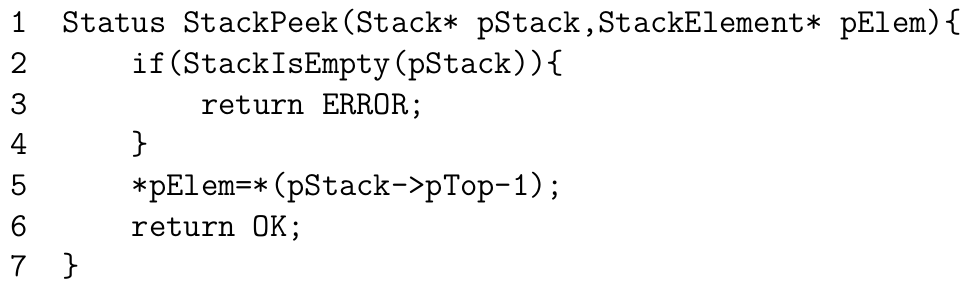 1 Status StackPeek(Stack* pStack,StackElement* pElem){
2     if(StackIsEmpty(pStack)){
3         return ERROR;
4     }
5     *pElem=*(pStack->pTop-1);
6     return OK;
7 }